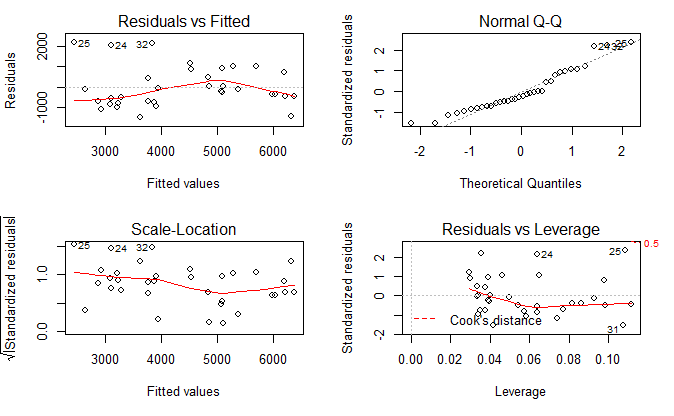 Residuals vs Fitted
Residuals
-1000
2000
25
24
32
3000 4000 5000 6000
Fitted values
Normal Q-Q
Standardized residuals
-1 0 1 2
24 32 25
-2 -1 0 1 2
Theoretical Quantiles
Scale-Location
√|Standardized residuals|
0.0 1.0
25
24
32
3000 4000 5000 6000
Fitted values
Residuals vs Leverage
Standardized residuals
-2 0 2
24
25
0.5
31
Cook's distance
0.00 0.02 0.04 0.06 0.08 0.10
Leverage